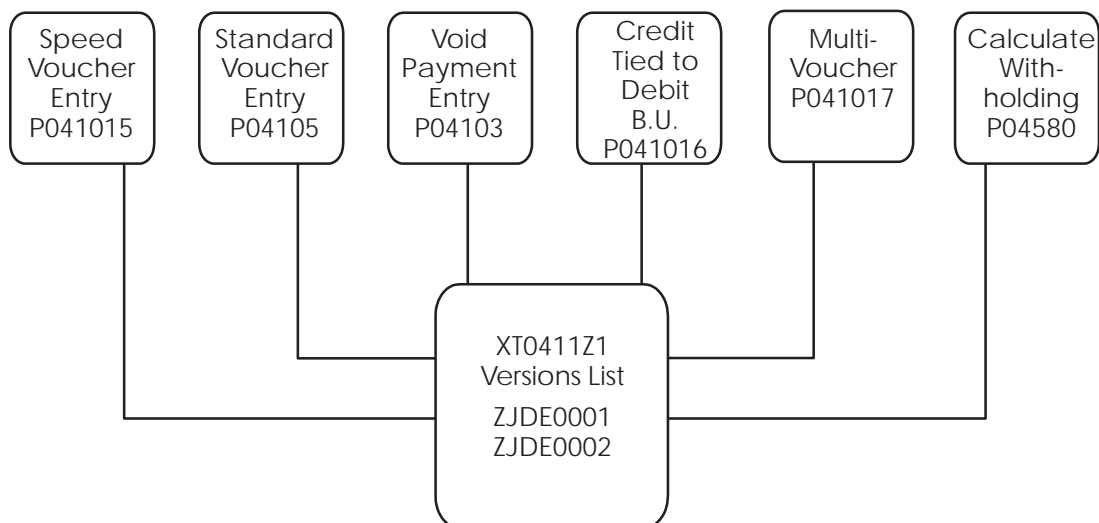 Speed
Voucher
Entry
P041015
Standard
Voucher
Entry
P04105
Void
Payment
Entry
P04103
Credit
Tied to
Debit
B.U.
P041016
Multi-
Voucher
P041017
Calculate
With-
holding
P04580
XT0411Z1
Versions List
ZJDE0001
ZJDE0002